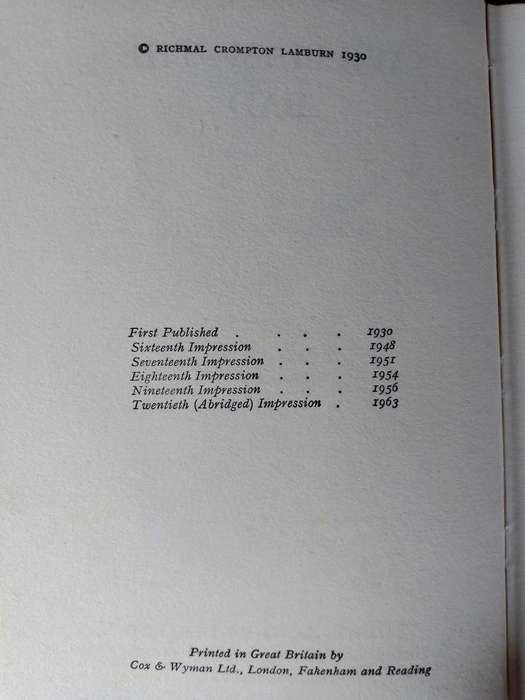 © RICHMAL CROMPTON LAMBURN 1930
First Published . . . . 1930
Sixteenth Impression . . . 1948
Seventeenth Impression . . . 1951
Eighteenth Impression . . . 1954
Nineteenth Impression . . . 1956
Twentieth (Abridged) Impression . 1963
Printed in Great Britain by
Cox & Wyman Ltd., London, Fakenham and Reading